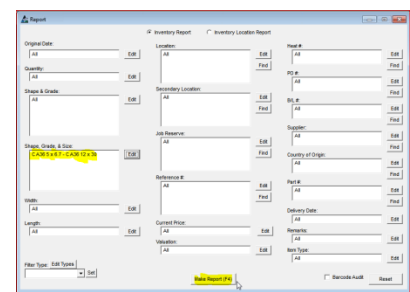 Report
Inventory Report
Inventory Location Report
Original Date:
All
Edit
Quantity:
All
Edit
Shape & Grade:
All
Edit
Shape, Grade, & Size:
C A36 5 x 6.7 - C A36 12 x 30
Edit
Width:
All
Edit
Length:
All
Edit
Filter Type:
Edit Types
Set
Location:
All
Edit
Find
Secondary Location:
All
Edit
Find
Job Reserve:
All
Edit
Find
Reference #:
All
Edit
Find
Current Price:
All
Edit
Valuation:
All
Edit
Make Report (F4)
Heat #:
All
Edit
Find
PO #:
All
Edit
Find
B/L #:
All
Edit
Find
Supplier:
All
Edit
Find
Country of Origin:
All
Edit
Find
Part #:
All
Edit
Find
Delivery Date:
All
Edit
Remarks:
All
Edit
Item Type:
All
Edit
Barcode Audit
Reset